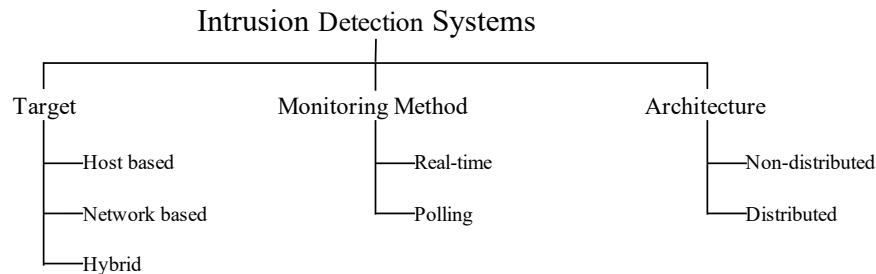 Intrusion Detection Systems
Target
Monitoring Method
Architecture
Host based
Network based
Hybrid
Real-time
Polling
Non-distributed
Distributed